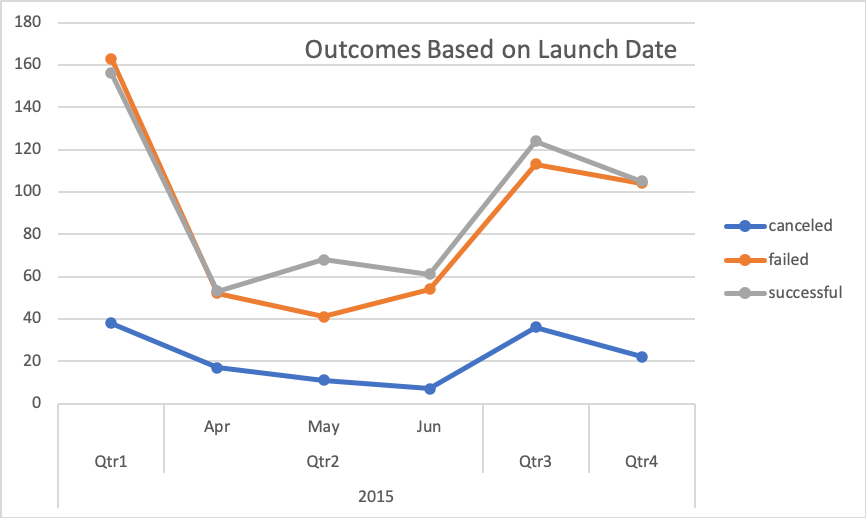 Outcomes Based on Launch Date
180
160
140
120
100
80
60
40
20
0
Apr May Jun
Qtr1 Qtr2 Qtr3 Qtr4
2015
canceled
failed
successful